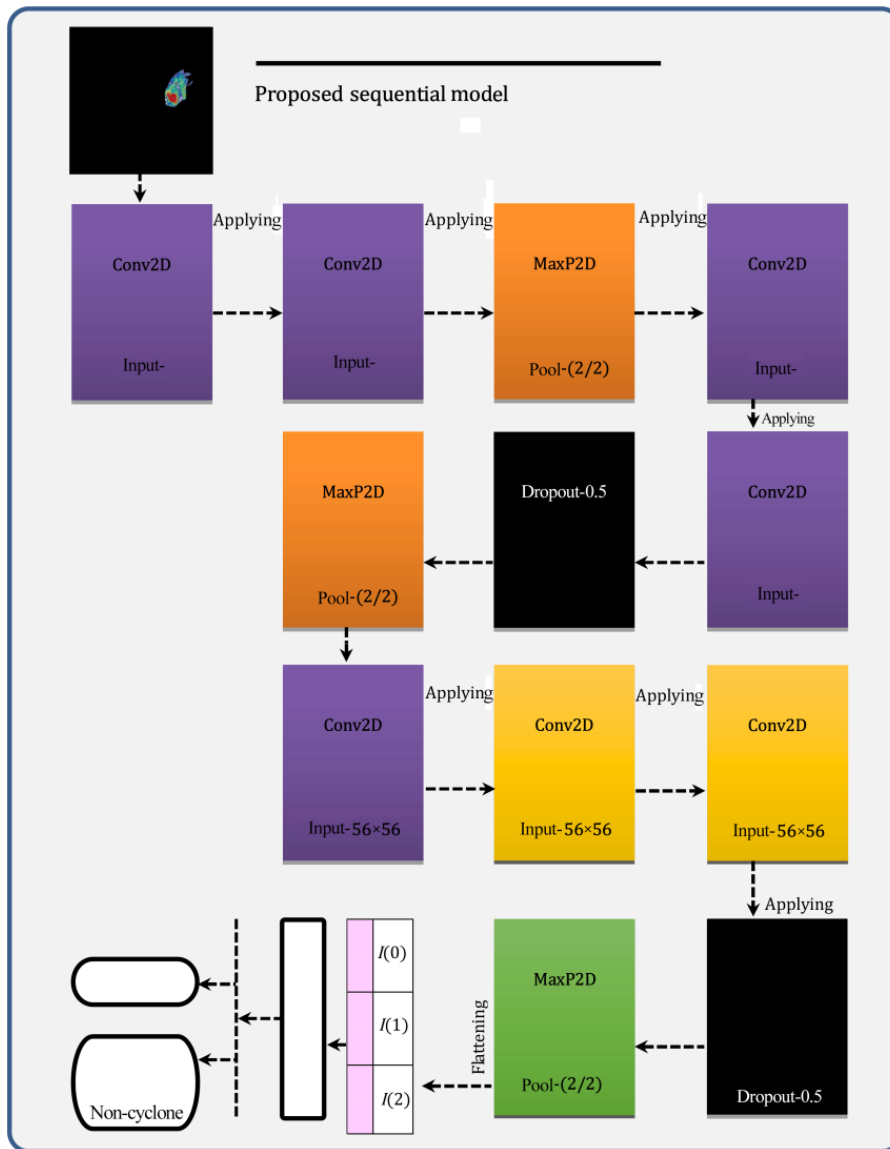 Proposed sequential model
Applying
Applying
Applying
Conv2D
Conv2D
MaxP2D
Conv2D
Input-
Input-
Pool-(2/2)
Input-
Applying
MaxP2D
Dropout-0.5
Conv2D
Pool-(2/2)
Input-
Applying
Applying
Conv2D
Conv2D
Conv2D
Input-56×56
Input-56×56
Input-56×56
Applying
I(0)
I(1)
I(2)
Flattening
MaxP2D
Pool-(2/2)
Dropout-0.5
Non-cyclone